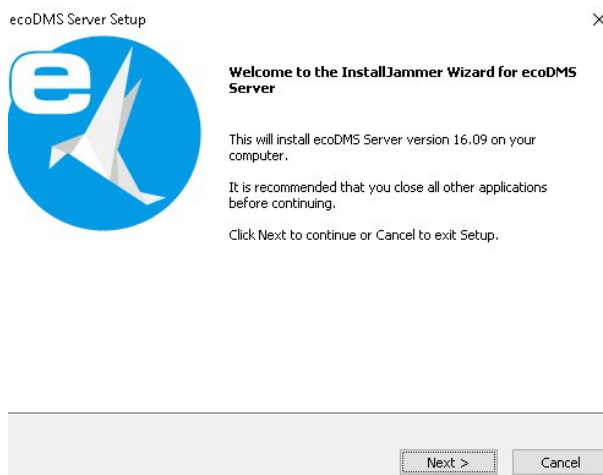 ecoDMS Server Setup
e
Welcome to the InstallJammer Wizard for ecoDMS
Server
This will install ecoDMS Server version 16.09 on your
computer.
It is recommended that you close all other applications
before continuing.
Click Next to continue or Cancel to exit Setup.
Next >
Cancel